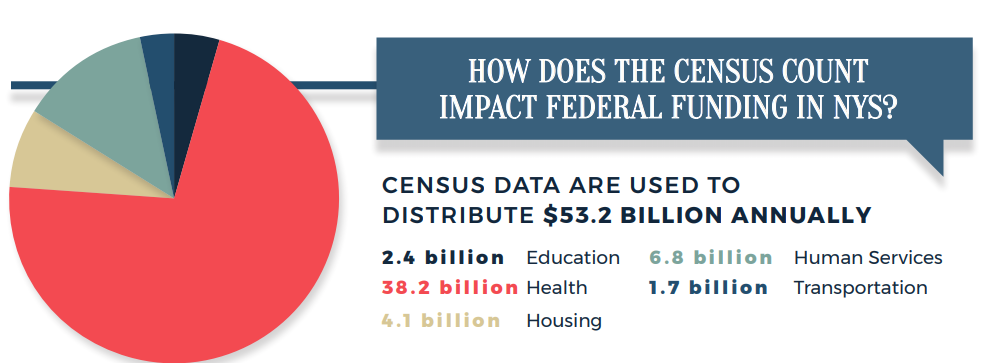 HOW DOES THE CENSUS COUNT
IMPACT FEDERAL FUNDING IN NYS?
CENSUS DATA ARE USED TO
DISTRIBUTE $53.2 BILLION ANNUALLY
2.4 billion Education
38.2 billion Health
4.1 billion Housing
6.8 billion Human Services
1.7 billion Transportation